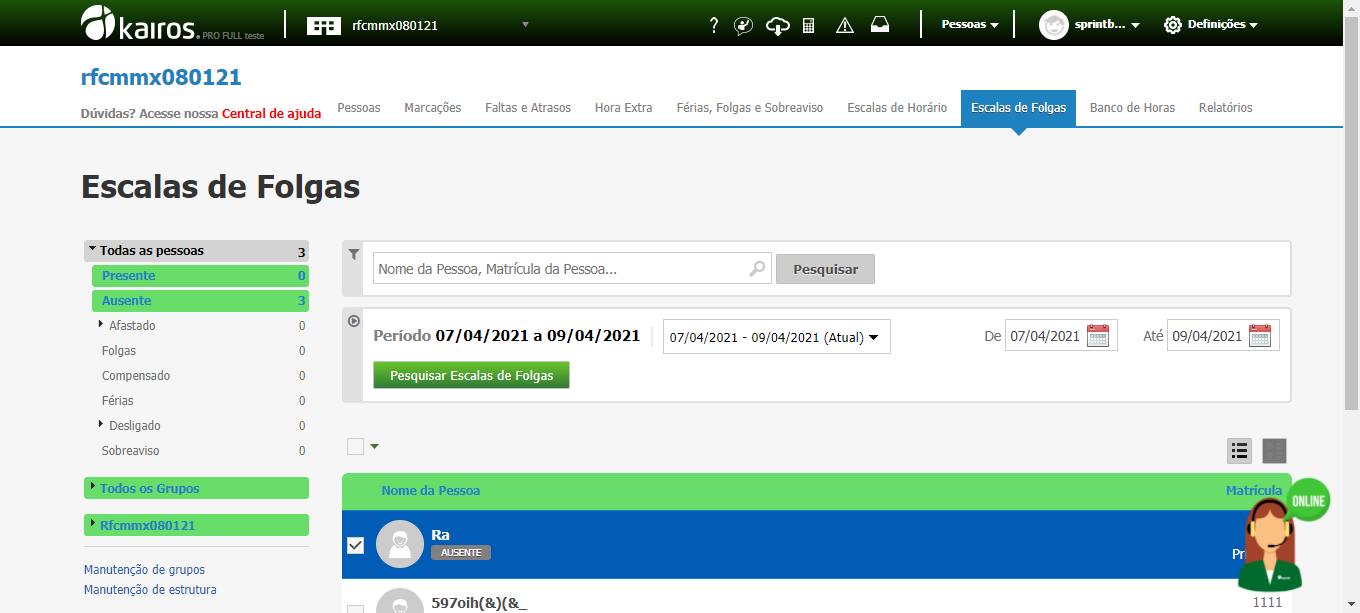 kairos. PRO FULL teste
rfcmmx080121
?
Pessoas
sprintb...
Definições
rfcmmx080121
Dúvidas? Acesse nossa Central de ajuda
Pessoas Marcações Faltas e Atrasos Hora Extra Férias, Folgas e Sobreaviso Escalas de Horário Escalas de Folgas Banco de Horas Relatórios
Escalas de Folgas
Todas as pessoas 3
Presente 0
Ausente 3
Afastado 0
Folgas 0
Compensado 0
Férias 0
Desligado 0
Sobreaviso 0
Todos os Grupos
Rfcmmx080121
Manutenção de grupos
Manutenção de estrutura
Nome da Pessoa, Matrícula da Pessoa...
Pesquisar
Período 07/04/2021 a 09/04/2021
07/04/2021 - 09/04/2021 (Atual)
De 07/04/2021
Até 09/04/2021
Pesquisar Escalas de Folgas
Nome da Pessoa Matrícula
ONLINE
Ra
AUSENTE
597oih(&)(&_
1111